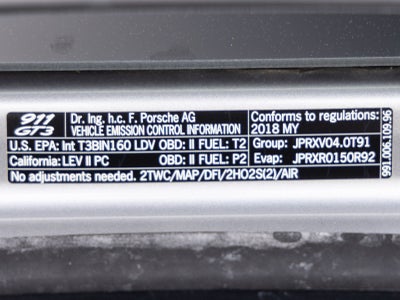 911 GT3
Dr. Ing. h.c. F. Porsche AG
VEHICLE EMISSION CONTROL INFORMATION
Conforms to regulations:
2018 MY
U.S. EPA: Int T3BIN160 LDV OBD: II FUEL: T2
California: LEV II PC OBD: II FUEL: P2
Group: JPRXV04.0T91
Evap: JPRXR0150R92
No adjustments needed. 2TWC/MAP/DFI/2HO2S(2)/AIR
991.006.109.96